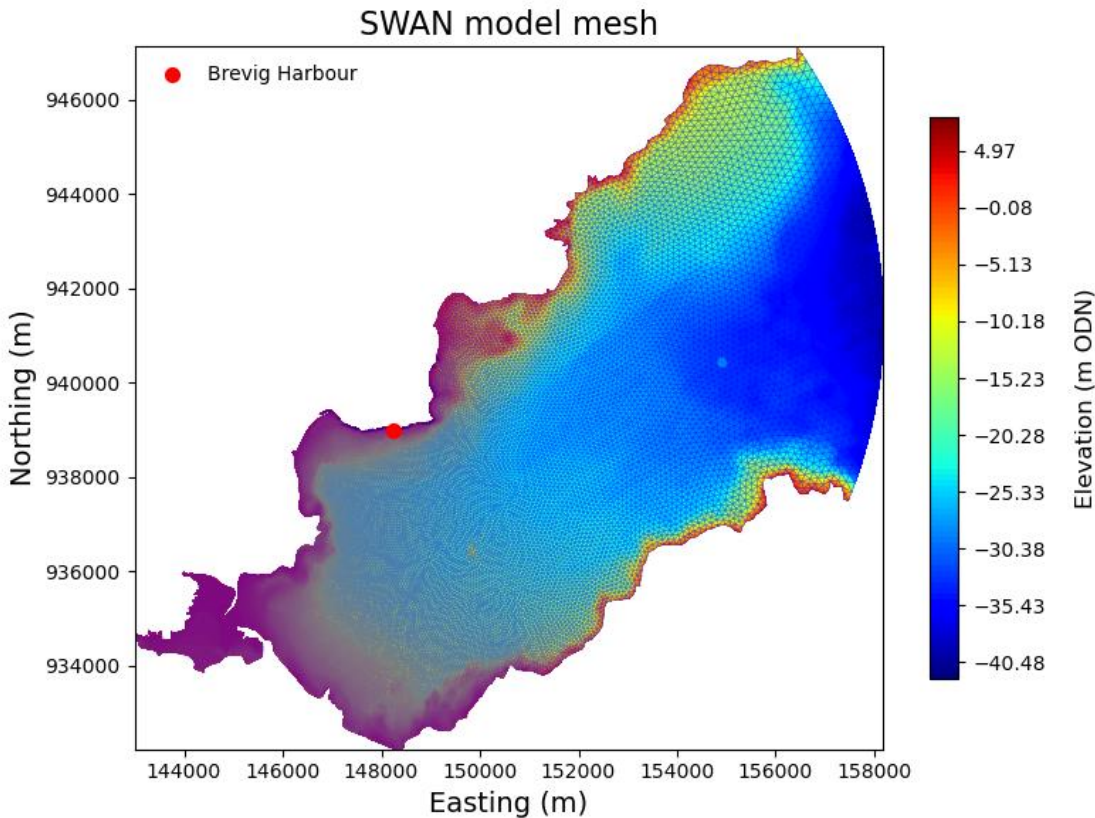 SWAN model mesh
Brevig Harbour
946000
944000
942000
940000
938000
936000
934000
Northing (m)
144000 146000 148000 150000 152000 154000 156000 158000
Easting (m)
4.97
−0.08
−5.13
−10.18
−15.23
−20.28
−25.33
−30.38
−35.43
−40.48
Elevation (m ODN)